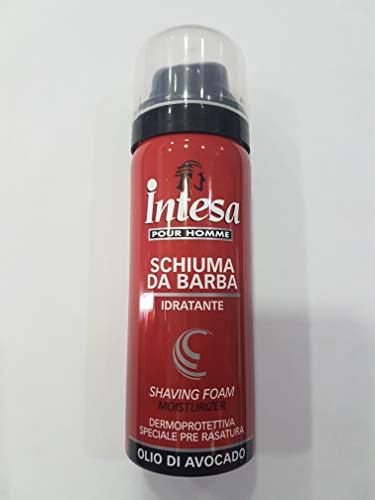 intesa
POUR HOMME
SCHIUMA
DA BARBA
IDRATANTE
SHAVING FOAM
MOISTURIZER
DERMOPROTETTIVA
SPECIALE PRE RASATURA
OLIO DI AVOCADO